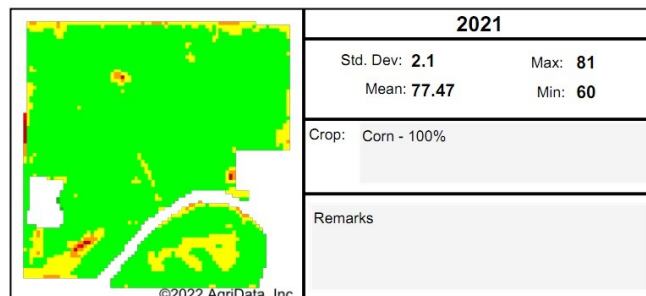 2021
Std. Dev: 2.1 Max: 81
Mean: 77.47 Min: 60
Crop: Corn - 100%
Remarks
©2022 AgriData, Inc.